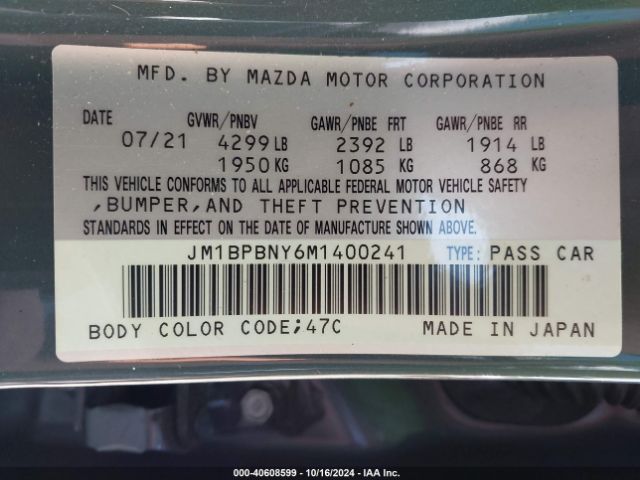 MFD. BY MAZDA MOTOR CORPORATION
DATE GVWR/PNBV GAWR/PNBE FRT GAWR/PNBE RR
07/21 4299 LB 2392 LB 1914 LB
1950 KG 1085 KG 868 KG
THIS VEHICLE CONFORMS TO ALL APPLICABLE FEDERAL MOTOR VEHICLE SAFETY
,BUMPER,AND THEFT PREVENTION
STANDARDS IN EFFECT ON THE DATE OF MANUFACTURE SHOWN ABOVE.
JM1BPBNY6M1400241 TYPE: PASS CAR
BODY COLOR CODE;47C MADE IN JAPAN
000-40608599 - 10/16/2024 - IAA Inc.